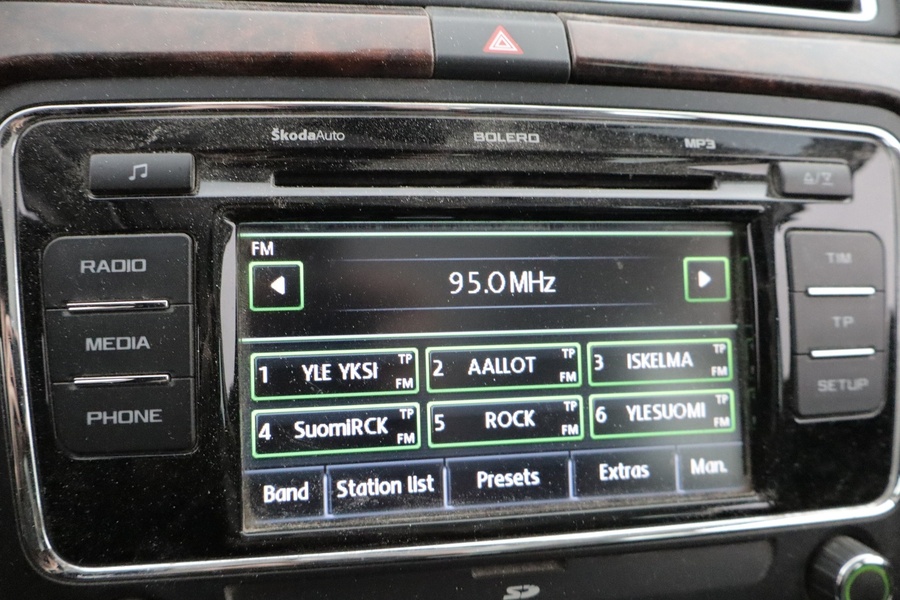 ŠkodaAuto BOLERO MP3
RADIO
MEDIA
PHONE
TIM
TP
SETUP
FM
95.0 MHz
1 YLE YKSI TP FM
2 AALLOT TP FM
3 ISKELMA TP FM
4 SuomiRCK TP FM
5 ROCK TP FM
6 YLESUOMI TP FM
Band
Station list
Presets
Extras
Man.
SD